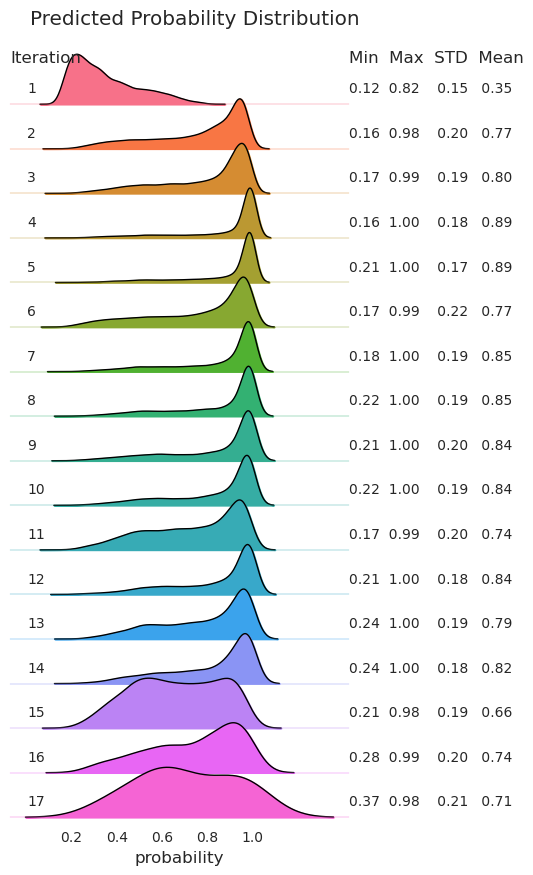 Predicted Probability Distribution
Iteration Min Max STD Mean
1 0.12 0.82 0.15 0.35
2 0.16 0.98 0.20 0.77
3 0.17 0.99 0.19 0.80
4 0.16 1.00 0.18 0.89
5 0.21 1.00 0.17 0.89
6 0.17 0.99 0.22 0.77
7 0.18 1.00 0.19 0.85
8 0.22 1.00 0.19 0.85
9 0.21 1.00 0.20 0.84
10 0.22 1.00 0.19 0.84
11 0.17 0.99 0.20 0.74
12 0.21 1.00 0.18 0.84
13 0.24 1.00 0.19 0.79
14 0.24 1.00 0.18 0.82
15 0.21 0.98 0.19 0.66
16 0.28 0.99 0.20 0.74
17 0.37 0.98 0.21 0.71
0.2 0.4 0.6 0.8 1.0
probability